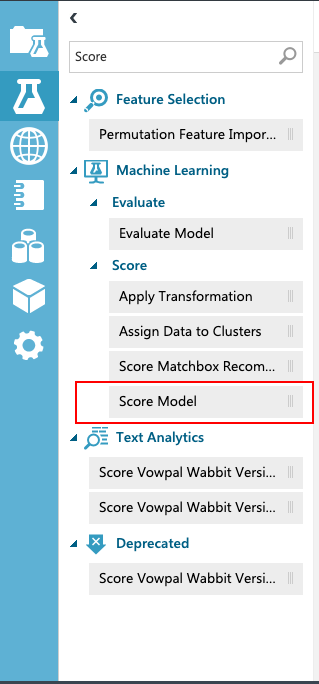 Score
Feature Selection
Permutation Feature Impor...
Machine Learning
Evaluate
Evaluate Model
Score
Apply Transformation
Assign Data to Clusters
Score Matchbox Recom...
Score Model
Text Analytics
Score Vowpal Wabbit Versi...
Score Vowpal Wabbit Versi...
Deprecated
Score Vowpal Wabbit Versi...